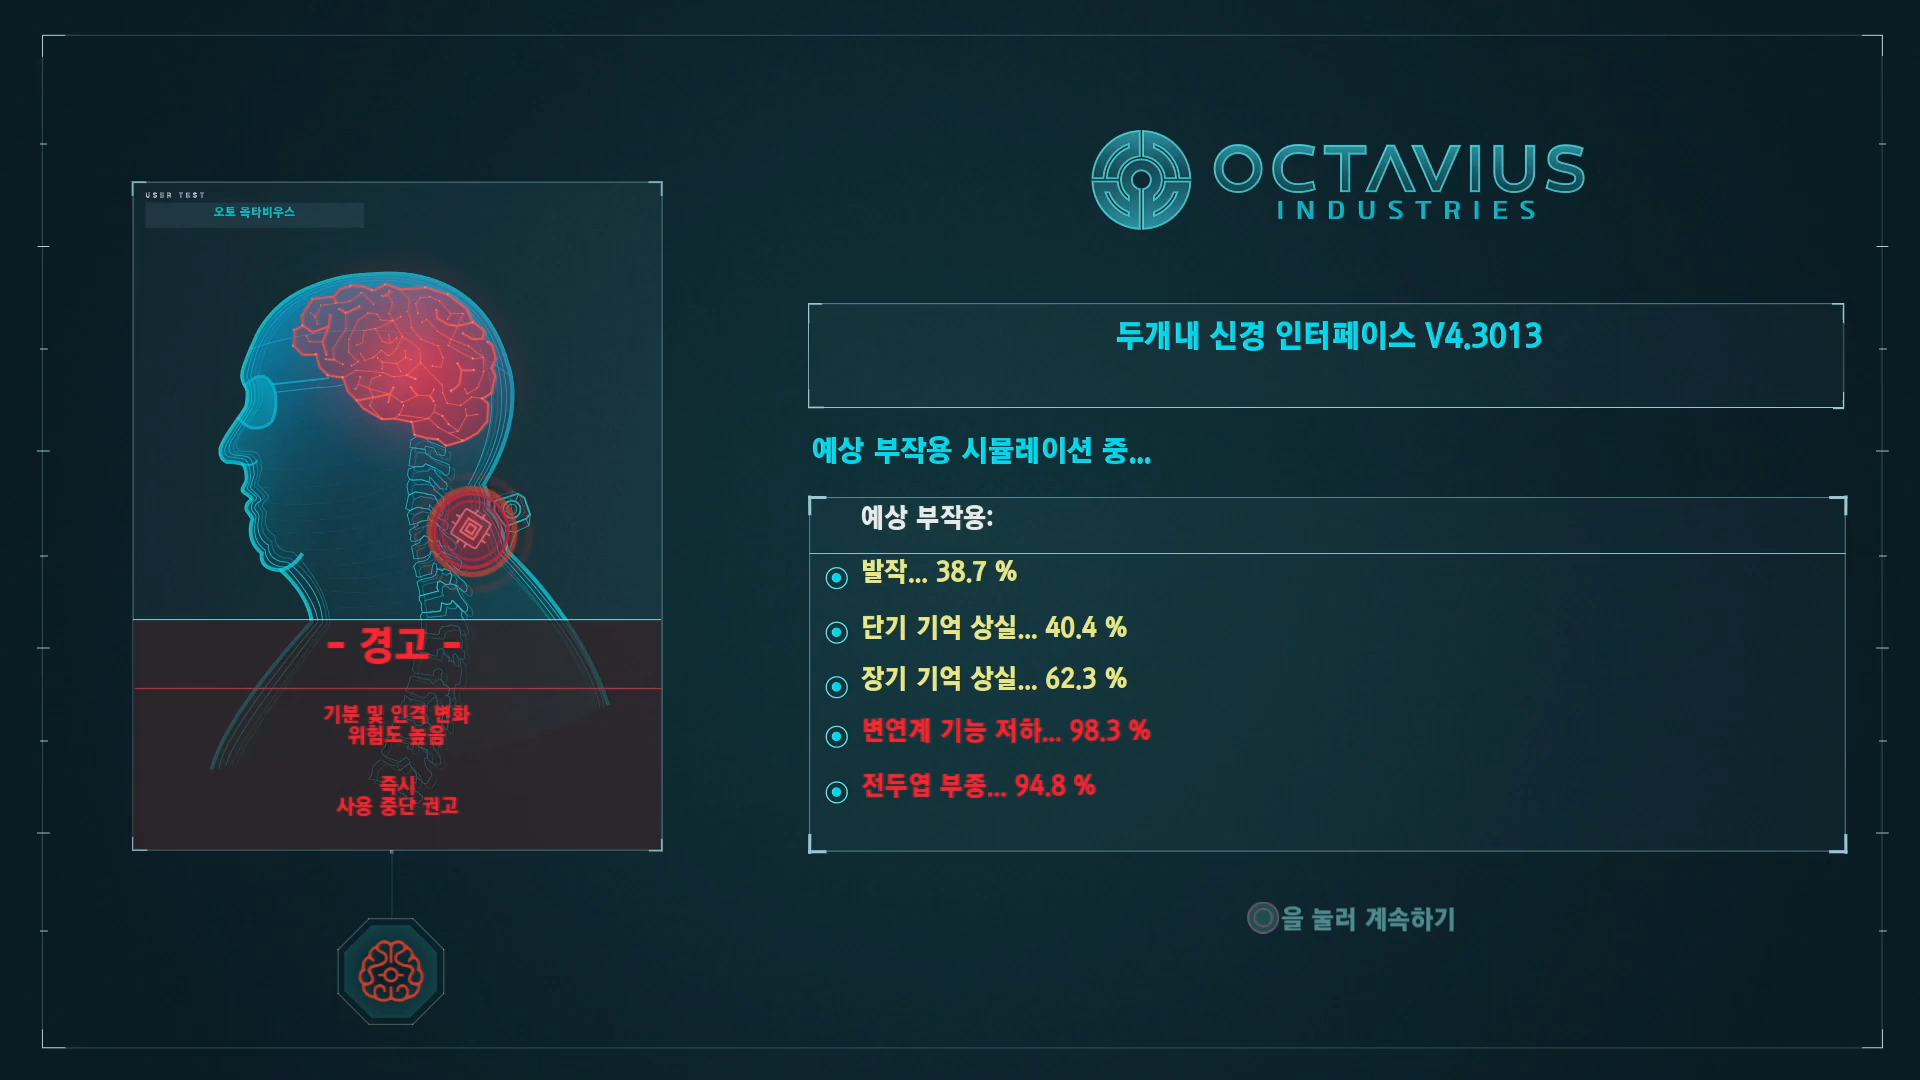 USER TEST
오토 옥타비우스
- 경고 -
기분 및 인격 변화
위험도 높음
즉시
사용 중단 권고
OCTAVIUS
INDUSTRIES
두개내 신경 인터페이스 V4.3013
예상 부작용 시뮬레이션 중...
예상 부작용:
발작... 38.7 %
단기 기억 상실... 40.4 %
장기 기억 상실... 62.3 %
변연계 기능 저하... 98.3 %
전두엽 부종... 94.8 %
을 눌러 계속하기